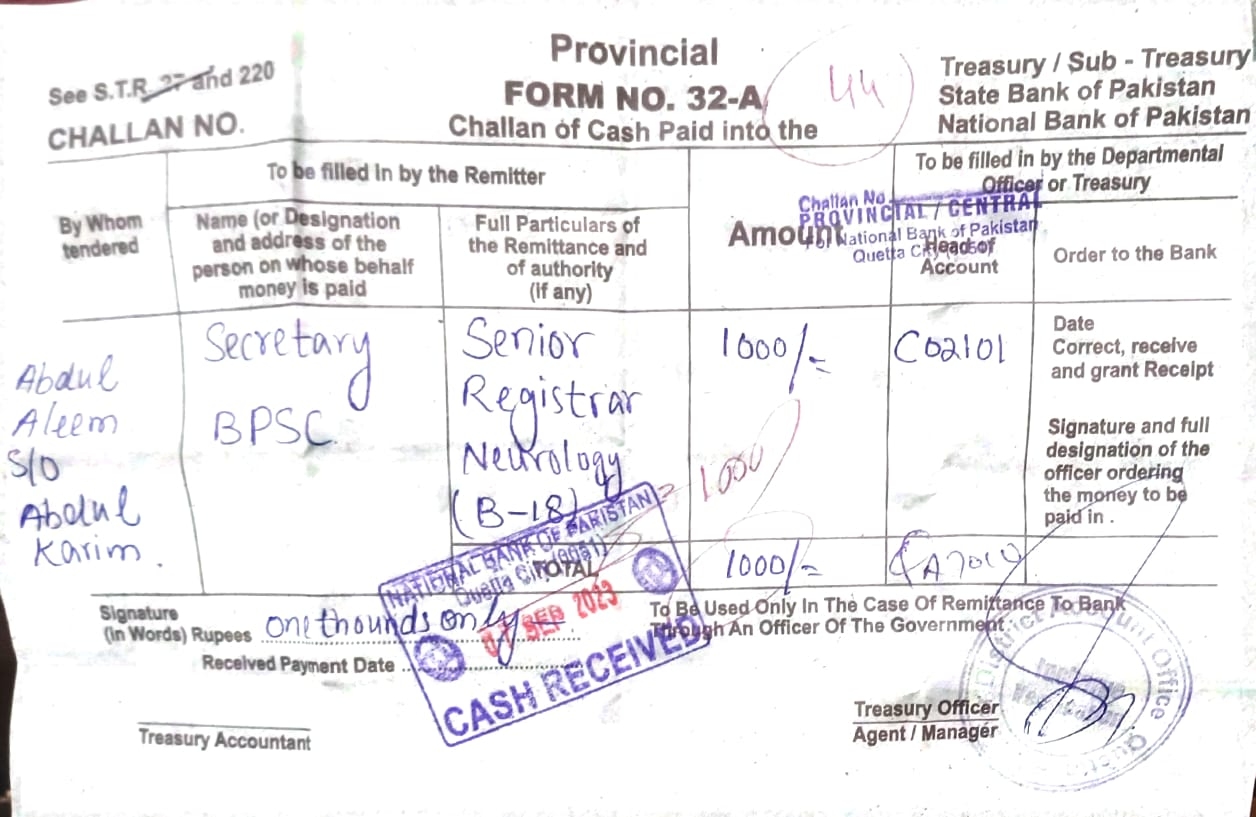 Provincial
FORM NO. 32-A
Challan of Cash Paid into the
44
See S.T.R 27 and 220
CHALLAN NO.
Treasury / Sub - Treasury
State Bank of Pakistan
National Bank of Pakistan
To be filled in by the Remitter
To be filled in by the Departmental
Officer or Treasury
Challan No
PROVINCIAL / CENTRAL
National Bank of Pakistan
Quetta City
By Whom
tendered
Name (or Designation
and address of the
person on whose behalf
money is paid
Full Particulars of
the Remittance and
of authority
(if any)
Amount
Head of
Account
Order to the Bank
Abdul
Aleem
S/O
Abdul
Karim.
Secretary
BPSC
Senior
Registrar
Neurology
(B-18)
1000/-
1000
C02101
Date
Correct, receive
and grant Receipt
Signature and full
designation of the
officer ordering
the money to be
paid in .
TOTAL
1000/-
NATIONAL BANK OF PAKISTAN
Quetta City
SEP 2023
CASH RECEIVED
Signature
(in Words) Rupees one thounds only
Received Payment Date
To Be Used Only In The Case Of Remittance To Bank
Through An Officer Of The Government
Treasury Accountant
Treasury Officer
Agent / Manager
District Account Office